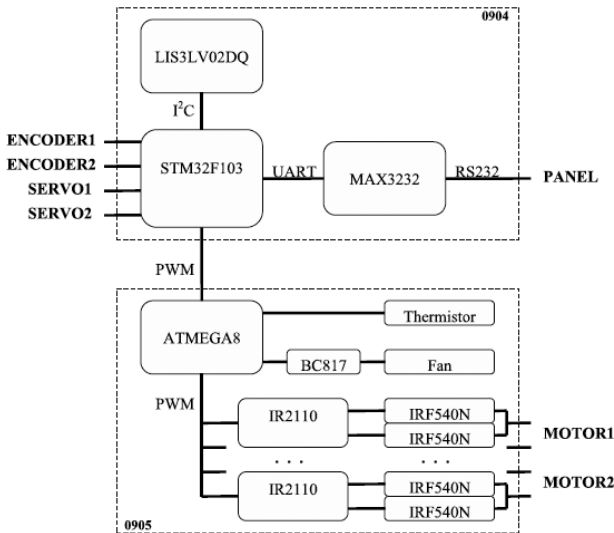 0904
LIS3LV02DQ
I²C
ENCODER1
ENCODER2
SERVO1
SERVO2
STM32F103
UART
MAX3232
RS232
PANEL
PWM
ATMEGA8
Thermistor
BC817
Fan
PWM
IR2110
IRF540N
IRF540N
MOTOR1
. . .
. . .
IR2110
IRF540N
IRF540N
MOTOR2
0905